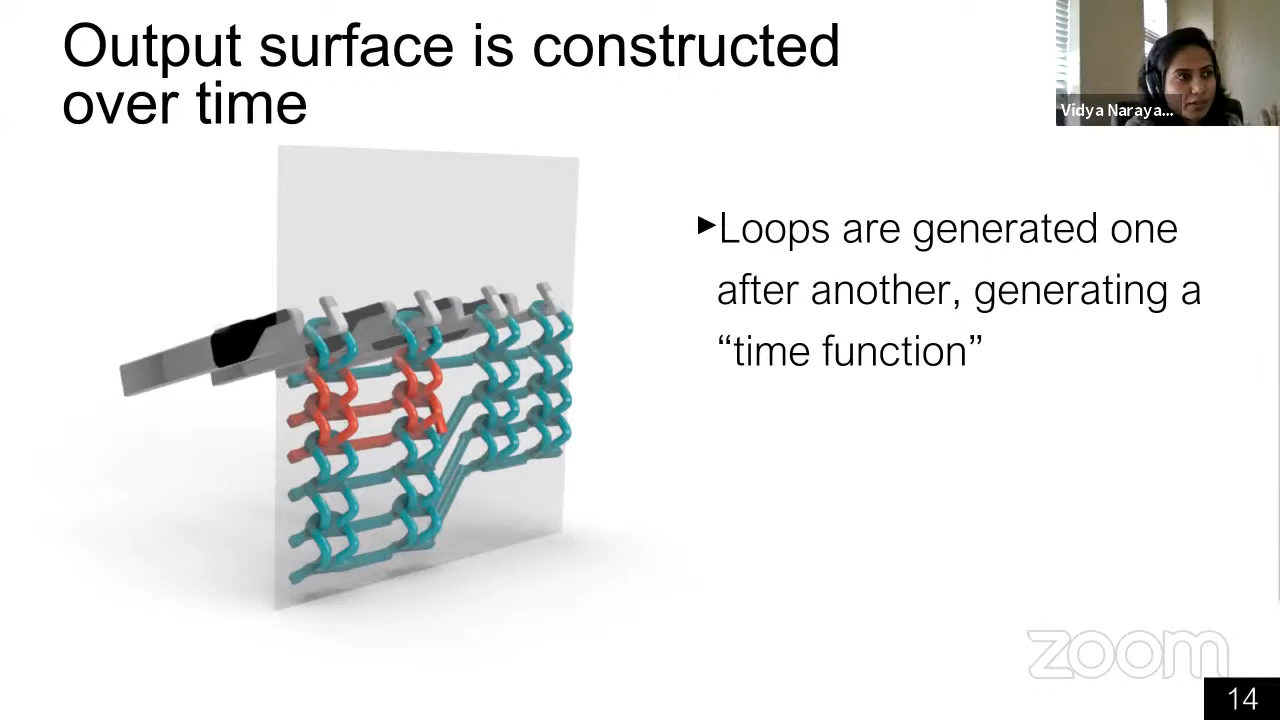 Output surface is constructed
over time
Vidya Naraya...
▸Loops are generated one
after another, generating a
“time function”
zoom
14